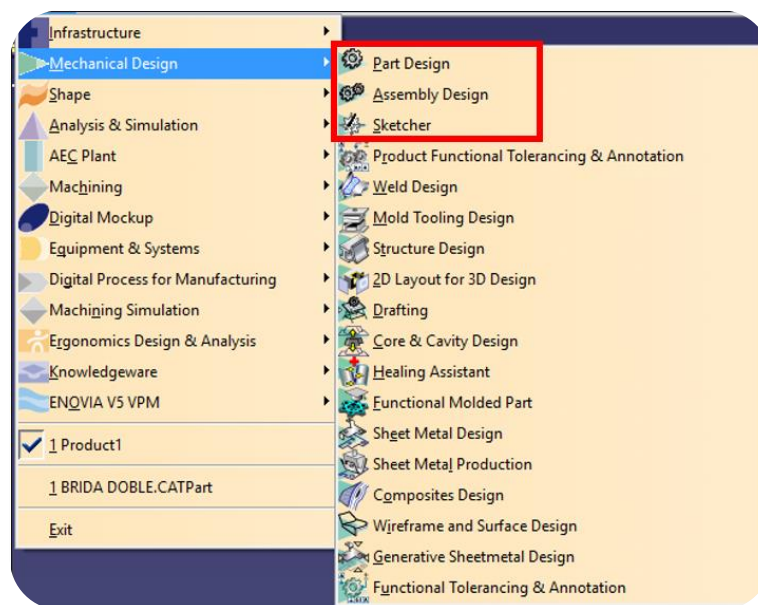 Infrastructure
Mechanical Design
Shape
Analysis & Simulation
AEC Plant
Machining
Digital Mockup
Equipment & Systems
Digital Process for Manufacturing
Machining Simulation
Ergonomics Design & Analysis
Knowledgeware
ENOVIA V5 VPM
1 Product1
1 BRIDA DOBLE.CATPart
Exit
Part Design
Assembly Design
Sketcher
Product Functional Tolerancing & Annotation
Weld Design
Mold Tooling Design
Structure Design
2D Layout for 3D Design
Drafting
Core & Cavity Design
Healing Assistant
Functional Molded Part
Sheet Metal Design
Sheet Metal Production
Composites Design
Wireframe and Surface Design
Generative Sheetmetal Design
Functional Tolerancing & Annotation